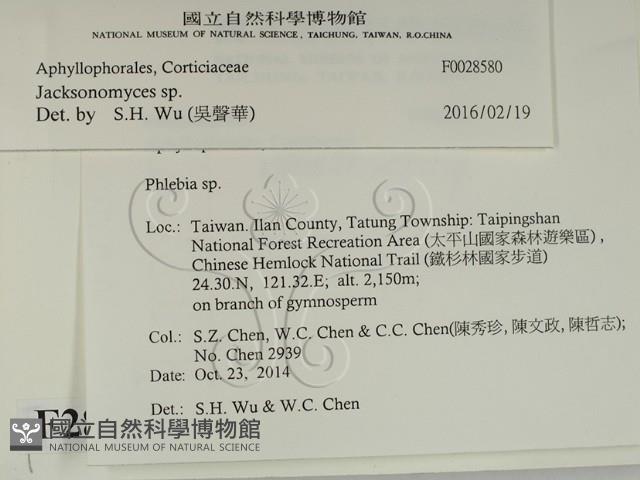 國立自然科學博物館
NATIONAL MUSEUM OF NATURAL SCIENCE, TAICHUNG, TAIWAN, R.O.CHINA
Aphyllophorales, Corticiaceae F0028580
Jacksonomyces sp.
Det. by S.H. Wu (吳聲華) 2016/02/19
Phlebia sp.
Loc.: Taiwan. Ilan County, Tatung Township: Taipingshan
National Forest Recreation Area (太平山國家森林遊樂區) ,
Chinese Hemlock National Trail (鐵杉林國家步道)
24.30.N, 121.32.E; alt. 2,150m;
on branch of gymnosperm
Col.: S.Z. Chen, W.C. Chen & C.C. Chen(陳秀珍, 陳文政, 陳哲志);
No. Chen 2939
Date: Oct. 23, 2014
Det.: S.H. Wu & W.C. Chen
國立自然科學博物館
NATIONAL MUSEUM OF NATURAL SCIENCE